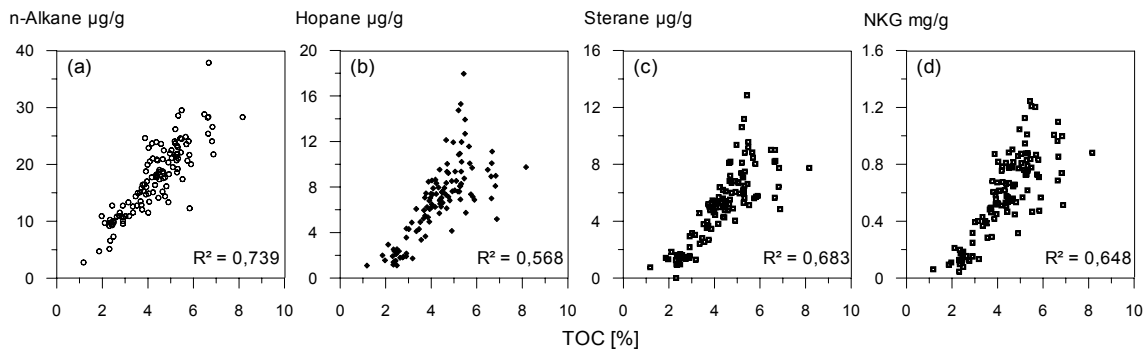 n-Alkane µg/g
Hopane µg/g
Sterane µg/g
NKG mg/g
40
30
20
10
0
(a)
R² = 0,739
0 2 4 6 8 10
20
16
12
8
4
0
(b)
R² = 0,568
0 2 4 6 8 10
16
12
8
4
0
(c)
R² = 0,683
0 2 4 6 8 10
1.6
1.2
0.8
0.4
0
(d)
R² = 0,648
0 2 4 6 8 10
TOC [%]